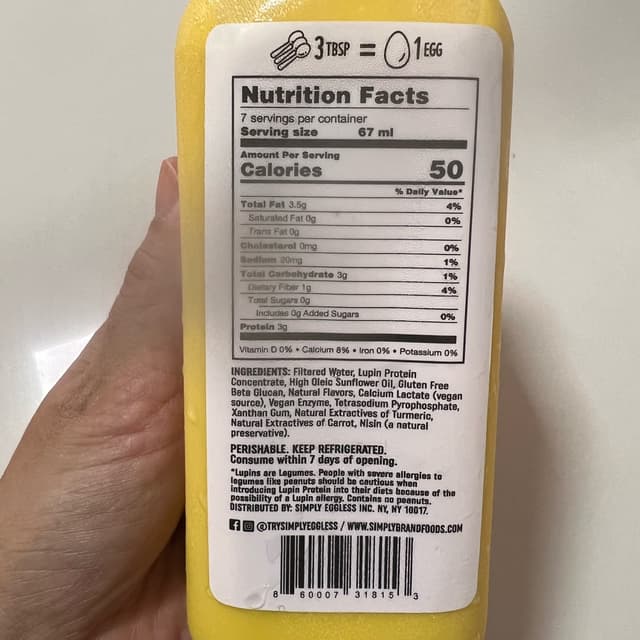 3 TBSP = 1 EGG
Nutrition Facts
7 servings per container
Serving size 67 ml
Amount Per Serving
Calories 50
% Daily Value*
Total Fat 3.5g 4%
Saturated Fat 0g 0%
Trans Fat 0g
Cholesterol 0mg 0%
Sodium 20mg 1%
Total Carbohydrate 3g 1%
Dietary Fiber 1g 4%
Total Sugars 0g
Includes 0g Added Sugars 0%
Protein 3g
Vitamin D 0% • Calcium 8% • Iron 0% • Potassium 0%
INGREDIENTS: Filtered Water, Lupin Protein
Concentrate, High Oleic Sunflower Oil, Gluten Free
Beta Glucan, Natural Flavors, Calcium Lactate (vegan
source), Vegan Enzyme, Tetrasodium Pyrophosphate,
Xanthan Gum, Natural Extractives of Turmeric,
Natural Extractives of Carrot, Nisin (a natural
preservative).
PERISHABLE. KEEP REFRIGERATED.
Consume within 7 days of opening.
*Lupins are Legumes. People with severe allergies to
legumes like peanuts should be cautious when
introducing Lupin Protein into their diets because of the
possibility of a Lupin allergy. Contains no peanuts.
DISTRIBUTED BY: SIMPLY EGGLESS INC. NY, NY 10017.
@TRYSIMPLYEGGLESS / WWW.SIMPLYBRANDFOODS.COM
8 60007 31815 3